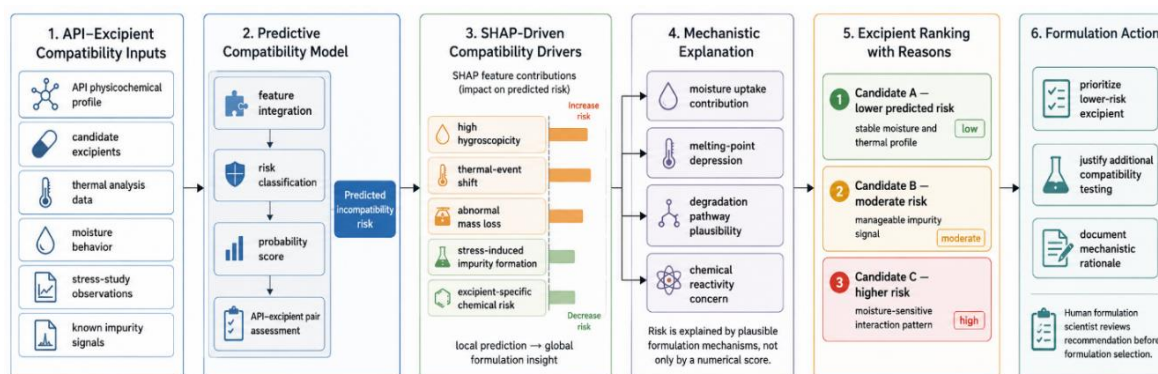 1. API–Excipient
Compatibility Inputs
API physicochemical
profile
candidate
excipients
thermal analysis
data
moisture
behavior
stress-study
observations
known impurity
signals
2. Predictive
Compatibility Model
feature
integration
risk
classification
probability
score
API-excipient pair
assessment
Predicted
incompatibility
risk
3. SHAP-Driven
Compatibility Drivers
SHAP feature contributions
(impact on predicted risk)
Increase
risk
high
hygroscopicity
thermal-event
shift
abnormal
mass loss
stress-induced
impurity formation
excipient-specific
chemical risk
Decrease
risk
local prediction → global
formulation insight
4. Mechanistic
Explanation
moisture uptake
contribution
melting-point
depression
degradation
pathway
plausibility
chemical
reactivity
concern
Risk is explained by plausible
formulation mechanisms, not
only by a numerical score.
5. Excipient Ranking
with Reasons
1 Candidate A —
lower predicted risk
stable moisture and
thermal profile
low
2 Candidate B —
moderate risk
manageable impurity
signal
moderate
3 Candidate C —
higher risk
moisture-sensitive
interaction pattern
high
6. Formulation Action
prioritize
lower-risk
excipient
justify additional
compatibility
testing
document
mechanistic
rationale
Human formulation
scientist reviews
recommendation before
formulation selection.